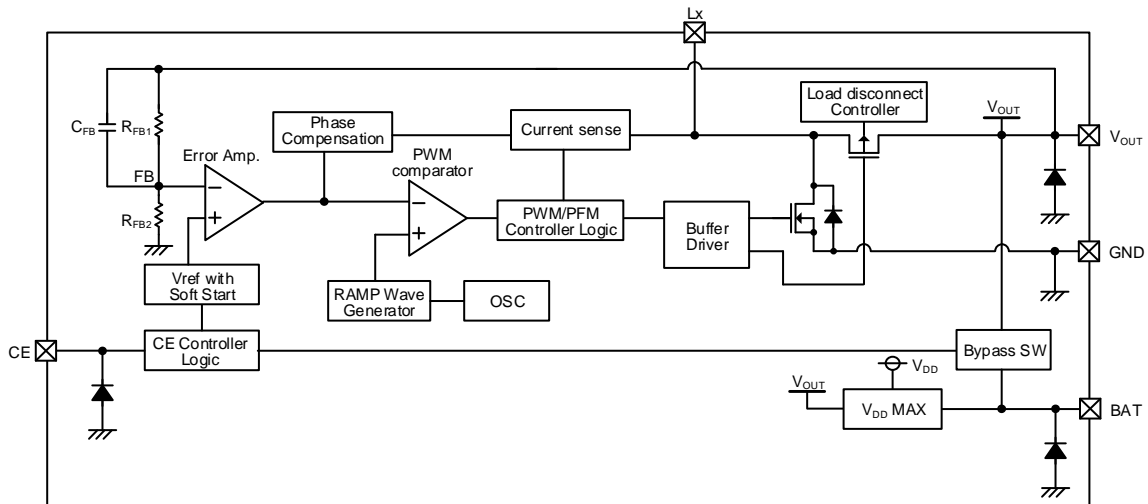 Lx
Load disconnect
Controller
VOUT
CFB
RFB1
Phase
Compensation
Current sense
VOUT
Error Amp.
PWM
comparator
FB
RFB2
PWM/PFM
Controller Logic
Buffer
Driver
GND
Vref with
Soft Start
RAMP Wave
Generator
OSC
CE
CE Controller
Logic
Bypass SW
VDD
VOUT
VDD MAX
BAT